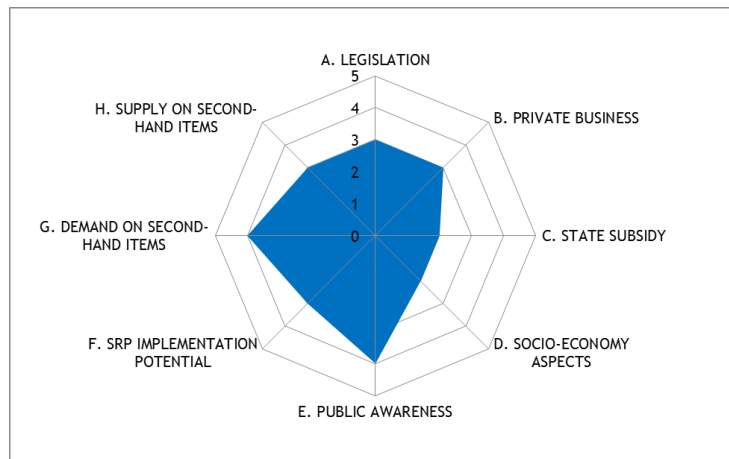 A. LEGISLATION
5
4
3
2
1
0
B. PRIVATE BUSINESS
C. STATE SUBSIDY
D. SOCIO-ECONOMY
ASPECTS
E. PUBLIC AWARENESS
F. SRP IMPLEMENTATION
POTENTIAL
G. DEMAND ON SECOND-
HAND ITEMS
H. SUPPLY ON SECOND-
HAND ITEMS